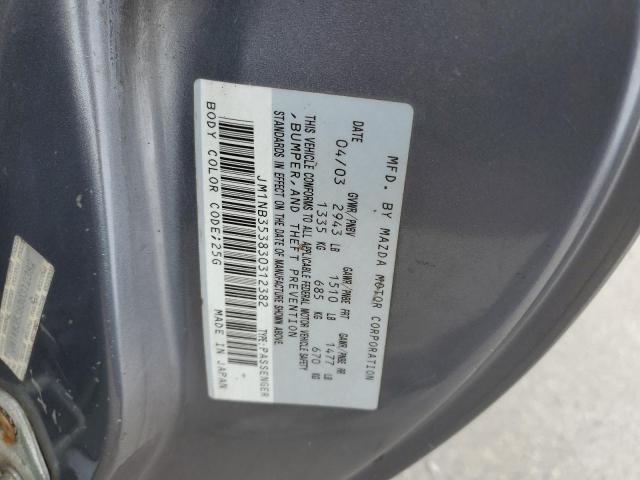 MFD. BY MAZDA MOTOR CORPORATION
DATE GVWR/PNBV GAWR/PNBE FRT GAWR/PNBE RR
04/03 2943 LB 1510 LB 1477 LB
1335 KG 685 KG 670 KG
THIS VEHICLE CONFORMS TO ALL APPLICABLE FEDERAL MOTOR VEHICLE SAFETY
, BUMPER, AND THEFT PREVENTION
STANDARDS IN EFFECT ON THE DATE OF MANUFACTURE SHOWN ABOVE.
JM1NB353830312382 TYPE: PASSENGER
BODY COLOR CODE: 25G MADE IN JAPAN